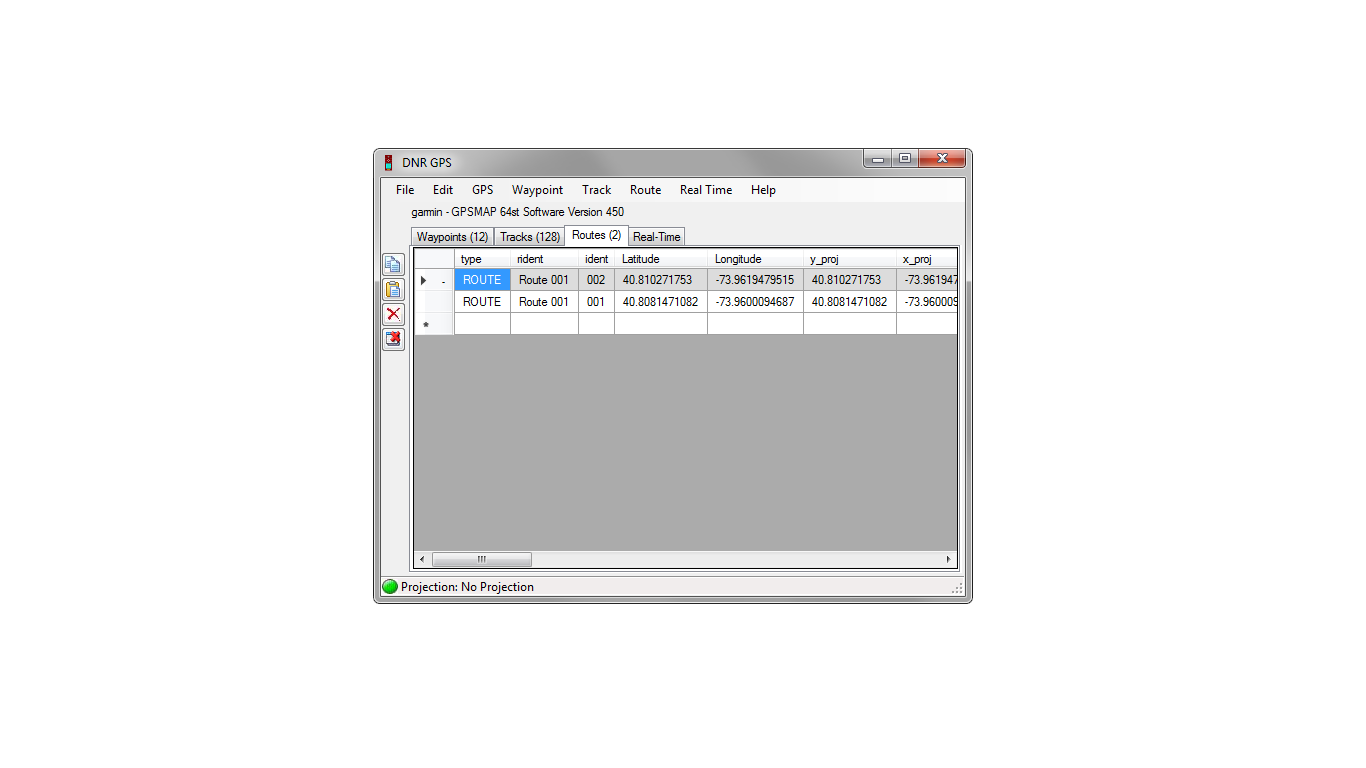 DNR GPS
File Edit GPS Waypoint Track Route Real Time Help
garmin - GPSMAP 64st Software Version 450
Waypoints (12) Tracks (128) Routes (2) Real-Time
type rident ident Latitude Longitude y_proj x_proj
- ROUTE Route 001 002 40.810271753 -73.9619479515 40.810271753 -73.961947
ROUTE Route 001 001 40.8081471082 -73.9600094687 40.8081471082 -73.960009
*
Projection: No Projection